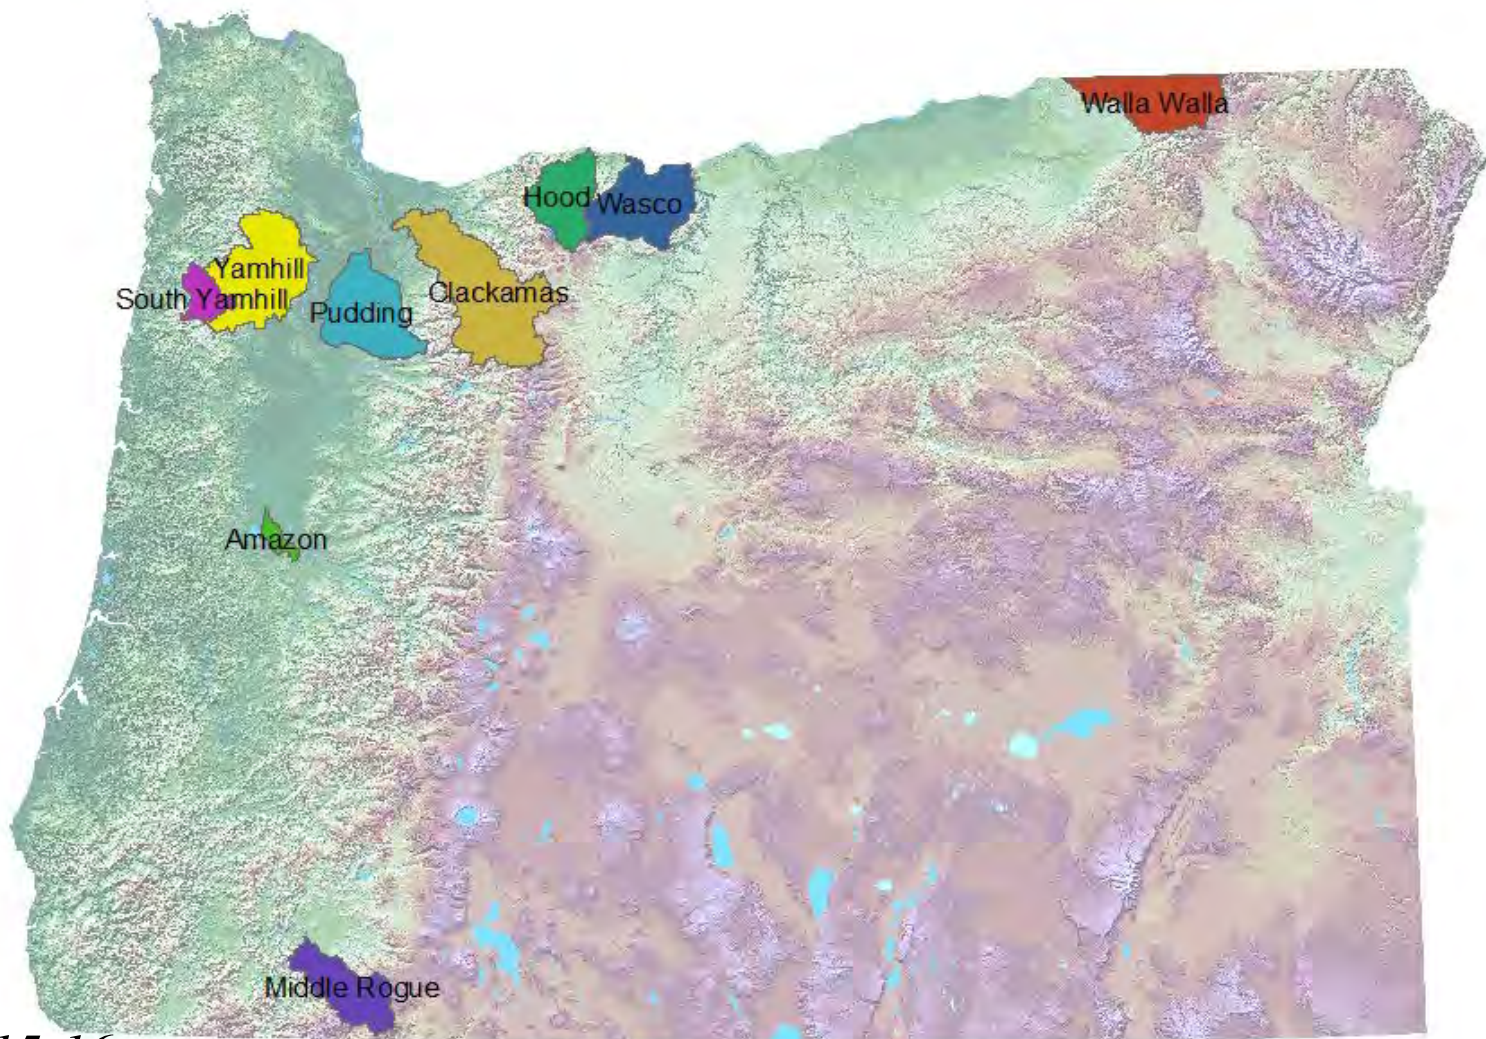 Walla Walla
Hood
Wasco
Yamhill
South Yamhill
Clackamas
Pudding
Amazon
Middle Rogue